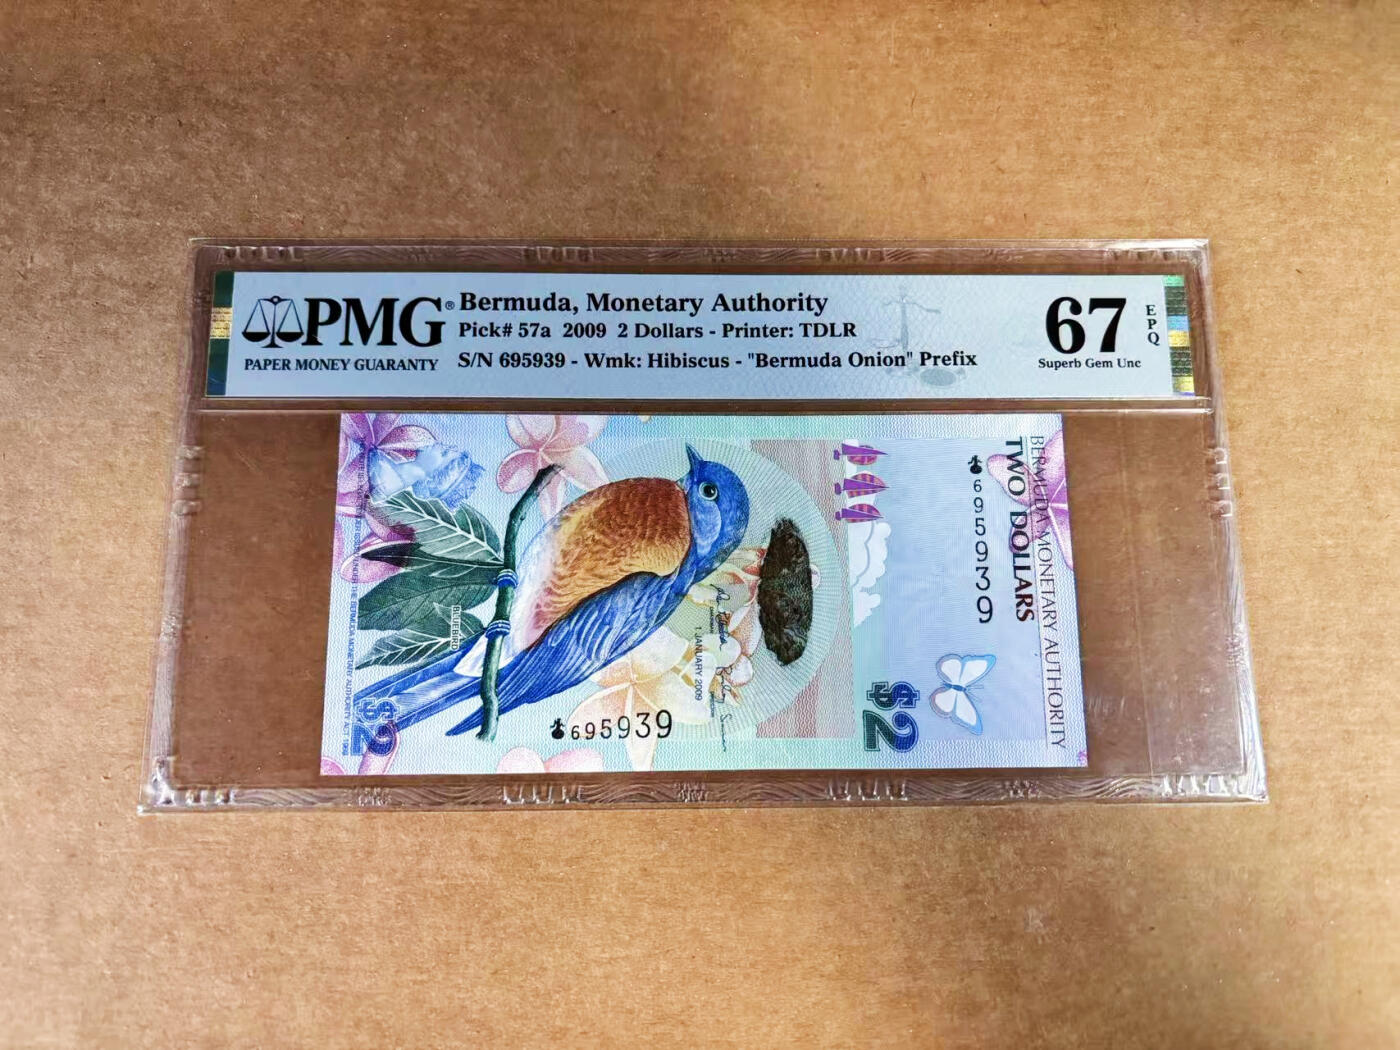 PMG®
PAPER MONEY GUARANTY
Bermuda, Monetary Authority
Pick# 57a 2009 2 Dollars - Printer: TDLR
S/N 695939 - Wmk: Hibiscus - "Bermuda Onion" Prefix
67
EPQ
Superb Gem Unc
BERMUDA MONETARY AUTHORITY
TWO DOLLARS
695939
$2
1 JANUARY 2009
BLUEBIRD
695939
$2